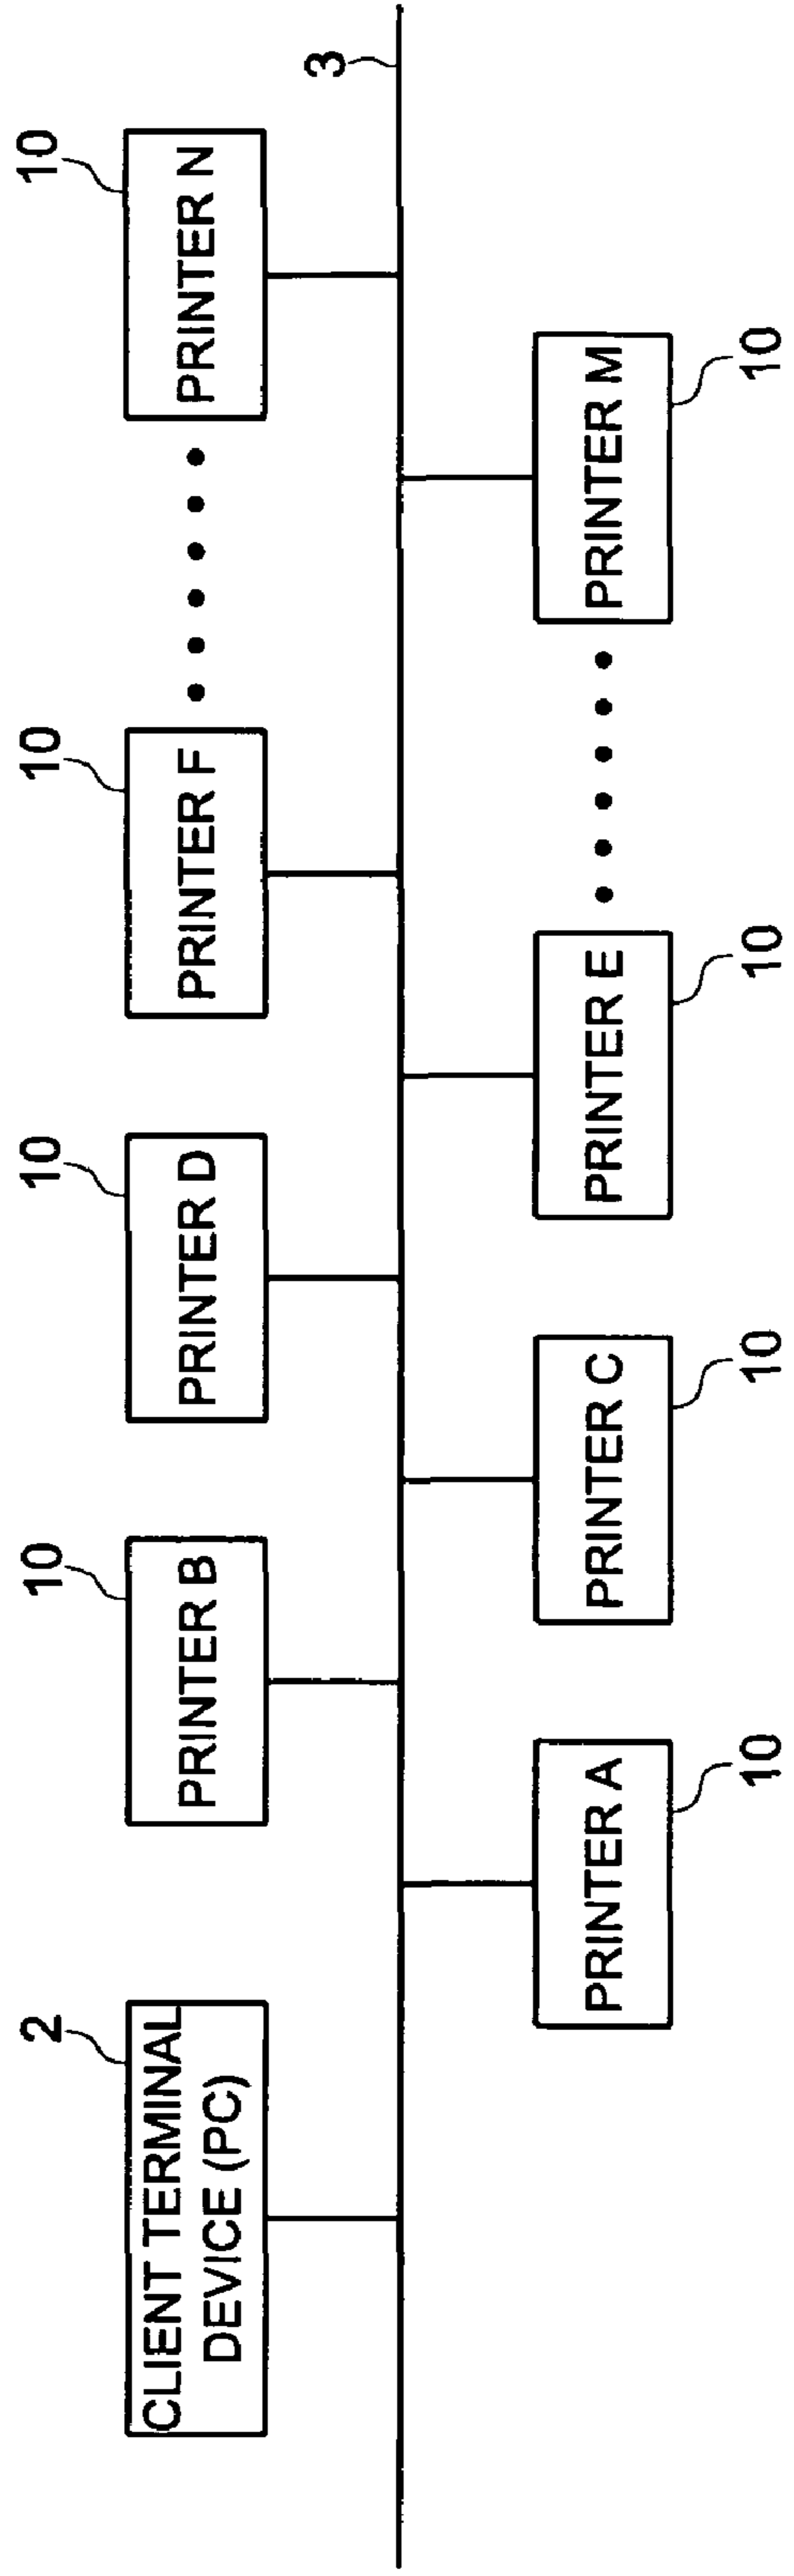 2
CLIENT TERMINAL
DEVICE (PC)
10
PRINTER B
10
PRINTER D
10
PRINTER F
10
PRINTER N
3
PRINTER A
10
PRINTER C
10
PRINTER E
10
PRINTER M
10